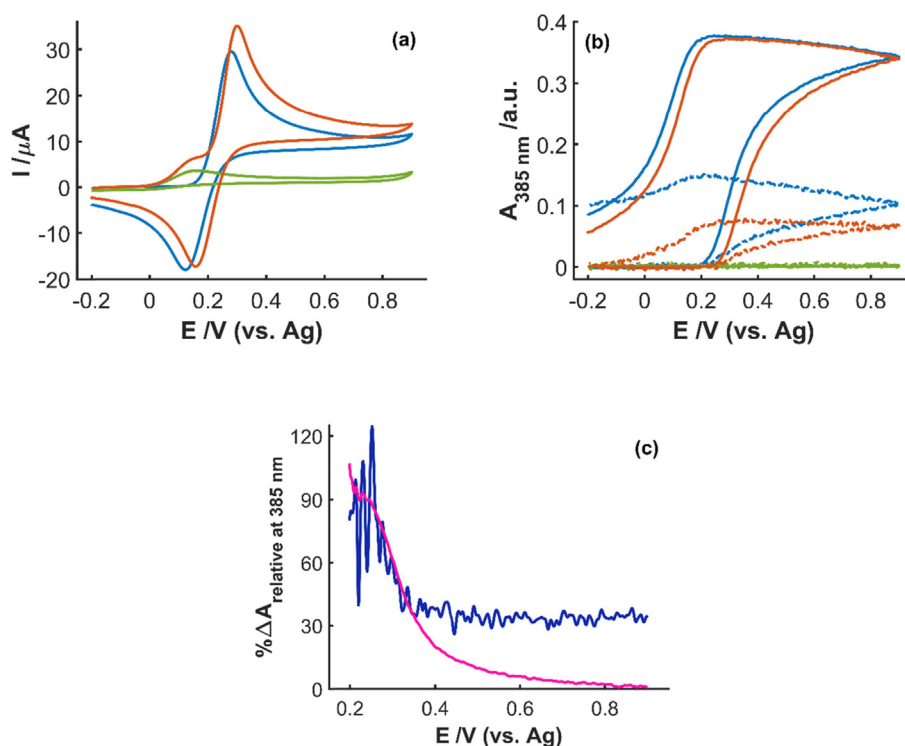 (a)
30
20
10
0
-10
-20
I /μA
-0.2 0 0.2 0.4 0.6 0.8
E /V (vs. Ag)
(b)
0.4
0.3
0.2
0.1
0
A385 nm /a.u.
-0.2 0 0.2 0.4 0.6 0.8
E /V (vs. Ag)
(c)
120
90
60
30
0
%ΔArelative at 385 nm
0.2 0.4 0.6 0.8
E /V (vs. Ag)